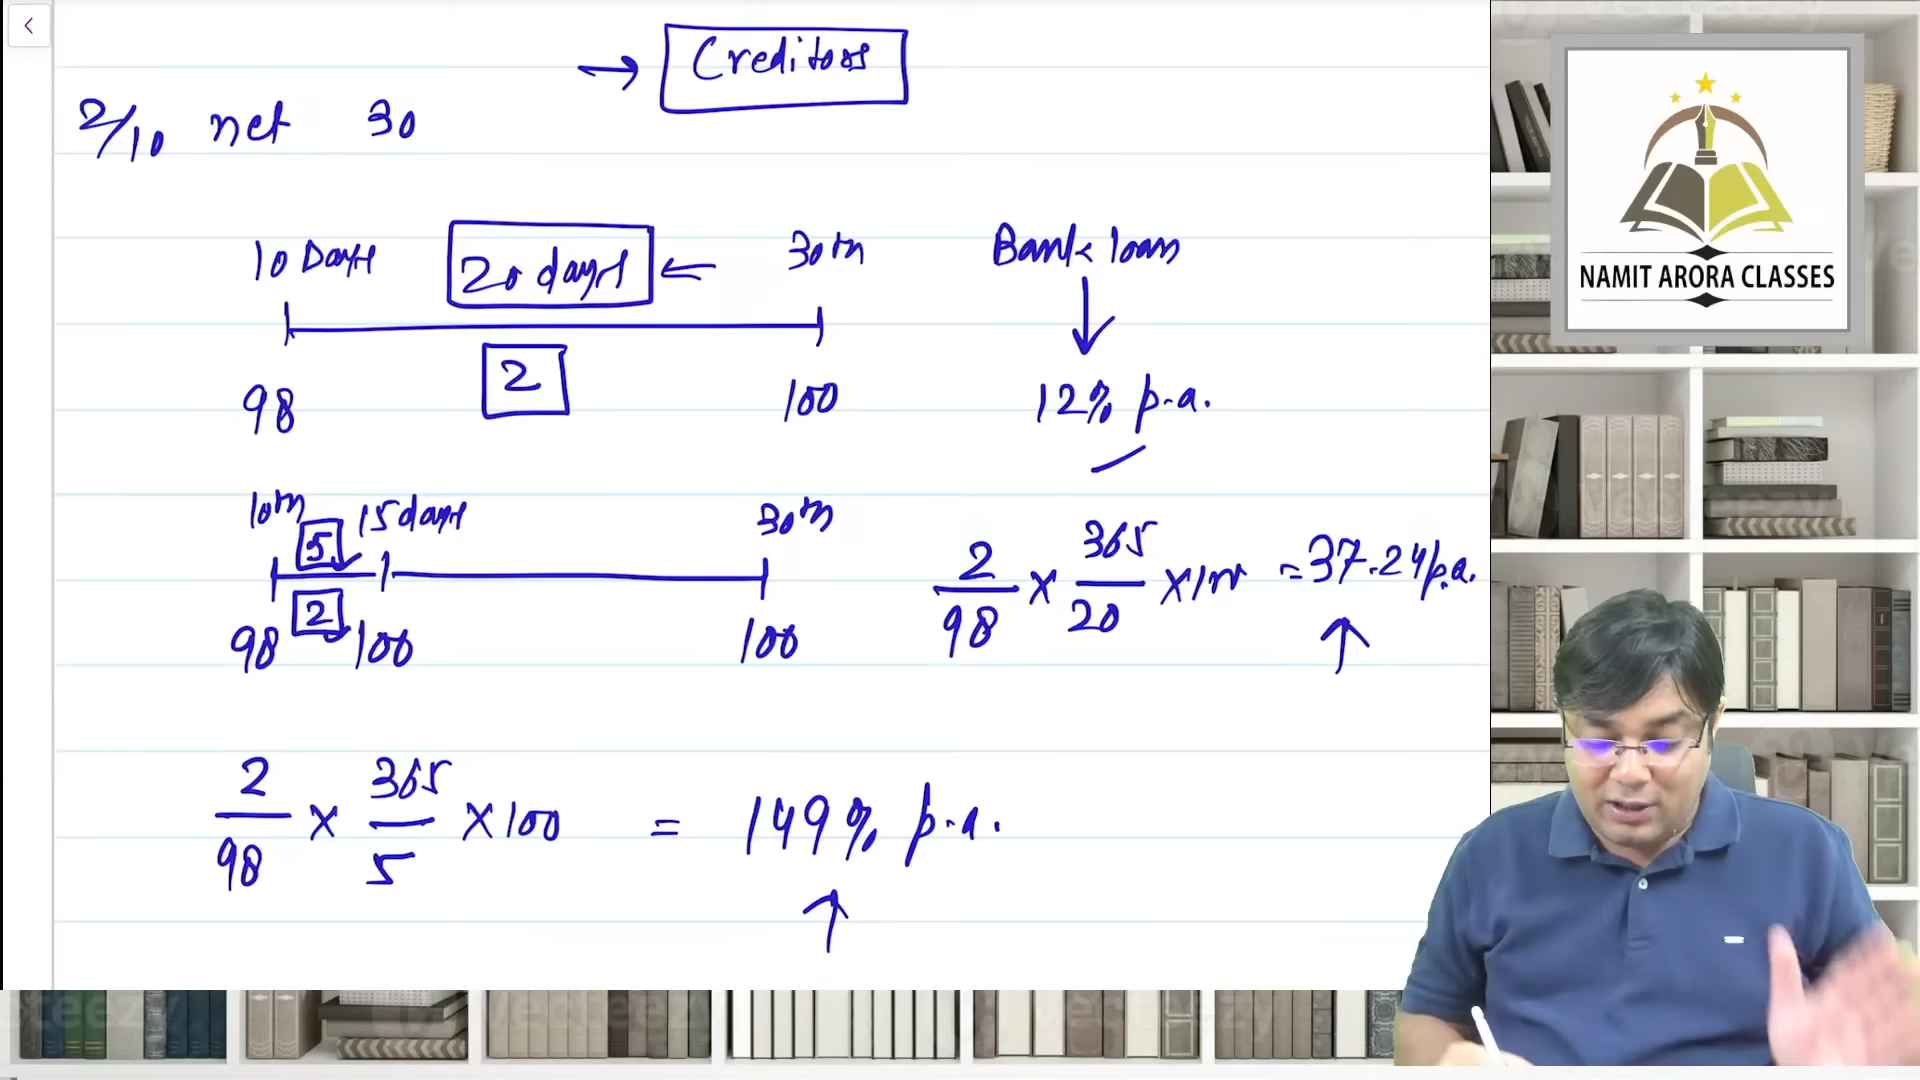 → Creditors
2/10 net 30
10 Days 20 days ← 30th Bank loan
2
98 100 12% p.a.
10th 5 15 days 30th
2
98 100 100
2/98 × 365/20 × 100 = 37.24 p.a.
2/98 × 365/5 × 100 = 149% p.a.
NAMIT ARORA CLASSES